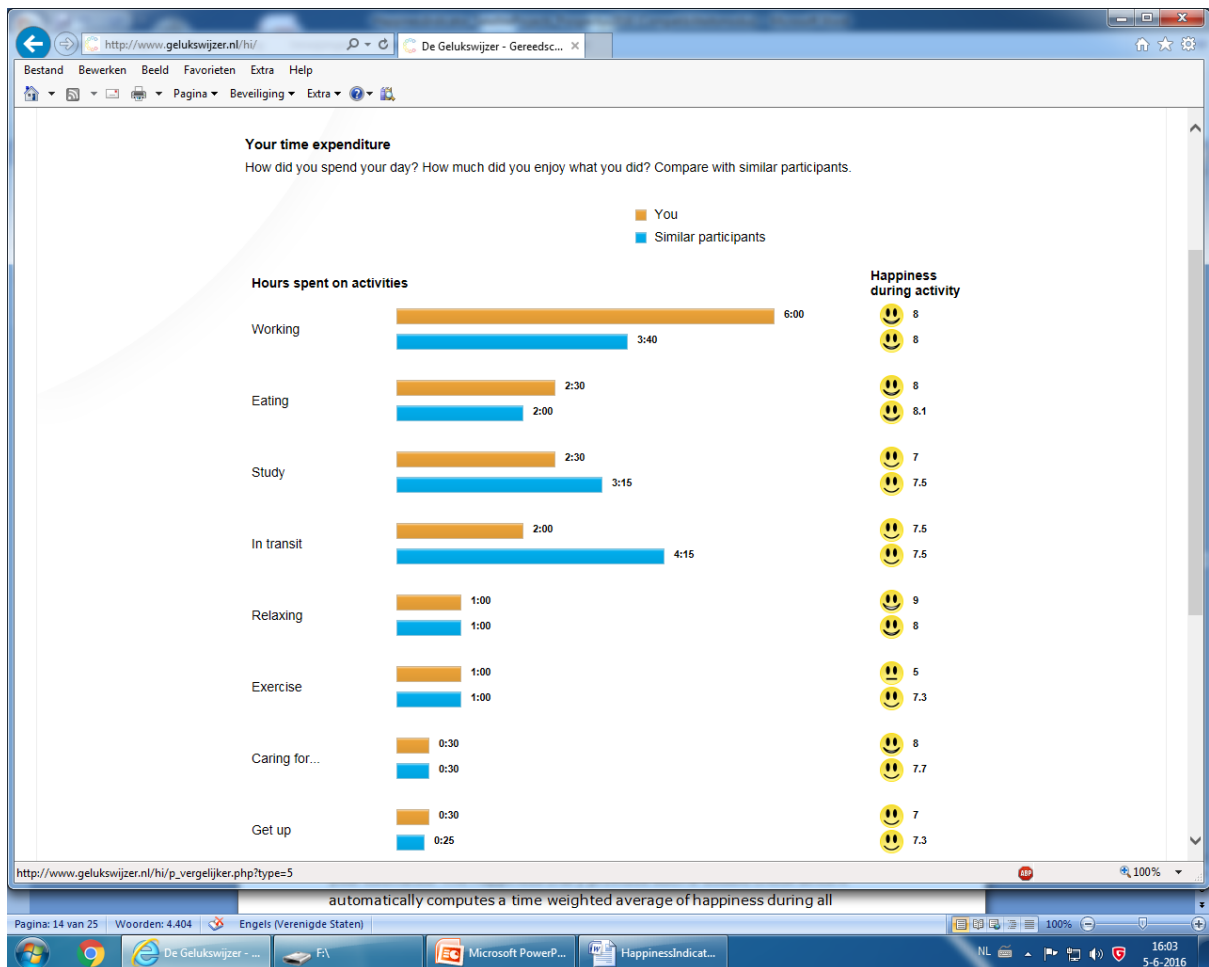 http://www.gelukswijzer.nl/hi/
De Gelukswijzer - Gereedsc...
Bestand Bewerken Beeld Favorieten Extra Help
Pagina Beveiliging Extra
Your time expenditure
How did you spend your day? How much did you enjoy what you did? Compare with similar participants.
You
Similar participants
Hours spent on activities
Happiness
during activity
Working
6:00 8
3:40 8
Eating
2:30 8
2:00 8.1
Study
2:30 7
3:15 7.5
In transit
2:00 7.5
4:15 7.5
Relaxing
1:00 9
1:00 8
Exercise
1:00 5
1:00 7.3
Caring for...
0:30 8
0:30 7.7
Get up
0:30 7
0:25 7.3
http://www.gelukswijzer.nl/hi/p_vergelijker.php?type=5
ABP
100%
automatically computes a time weighted average of happiness during all
Pagina: 14 van 25 Woorden: 4.404 Engels (Verenigde Staten) 100%
De Gelukswijzer - ... F:\ Microsoft PowerP... HappinessIndicat... NL 16:03
5-6-2016